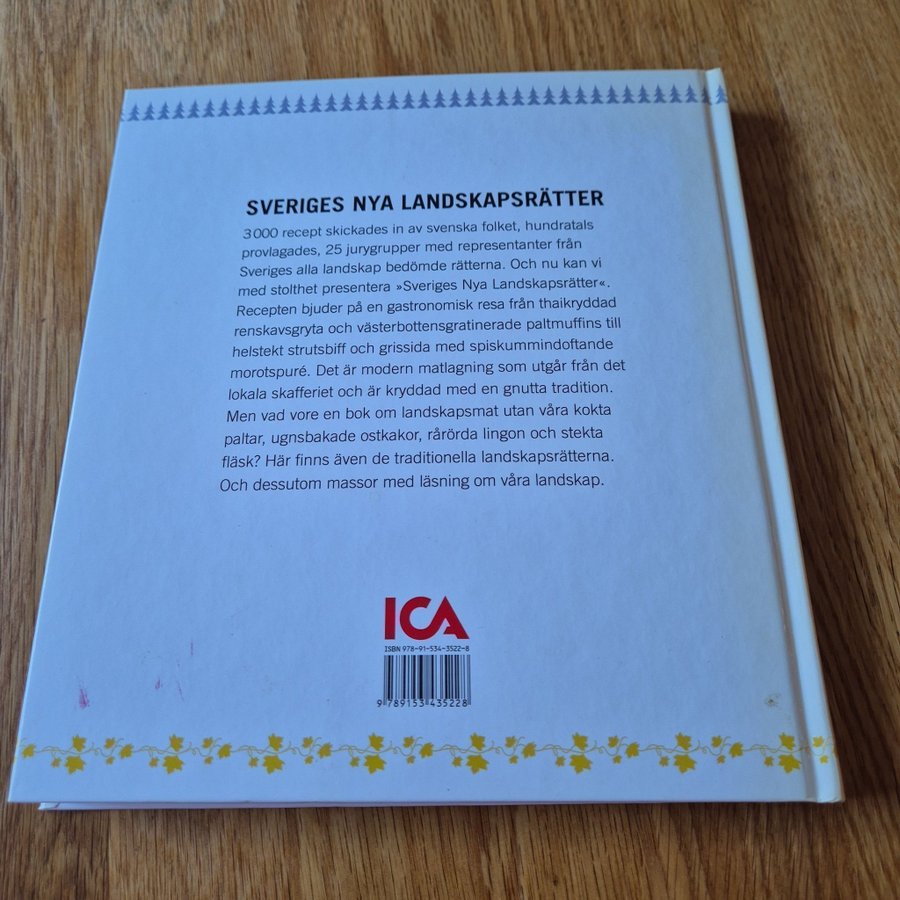 SVERIGES NYA LANDSKAPSRÄTTER
3 000 recept skickades in av svenska folket, hundratals
provlagades, 25 jurygrupper med representanter från
Sveriges alla landskap bedömde rätterna. Och nu kan vi
med stolthet presentera »Sveriges Nya Landskapsrätter«.
Recepten bjuder på en gastronomisk resa från thaikryddad
renskavsgryta och västerbottensgratinerade paltmuffins till
helstekt strutsbiff och grissida med spiskummindoftande
morotspuré. Det är modern matlagning som utgår från det
lokala skafferiet och är kryddad med en gnutta tradition.
Men vad vore en bok om landskapsmat utan våra kokta
paltar, ugnsbakade ostkakor, rårörda lingon och stekta
fläsk? Här finns även de traditionella landskapsrätterna.
Och dessutom massor med läsning om våra landskap.
ICA
ISBN 978-91-534-3522-8
9 789153 435228